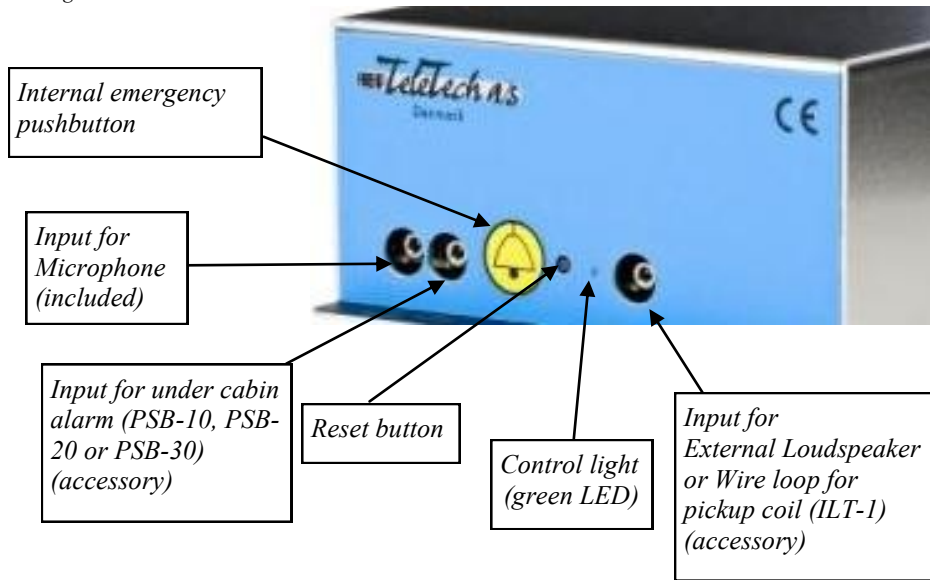 TeleTech A/S
Denmark
CE
Internal emergency
pushbutton
Input for
Microphone
(included)
Input for under cabin
alarm (PSB-10, PSB-
20 or PSB-30)
(accessory)
Reset button
Control light
(green LED)
Input for
External Loudspeaker
or Wire loop for
pickup coil (ILT-1)
(accessory)